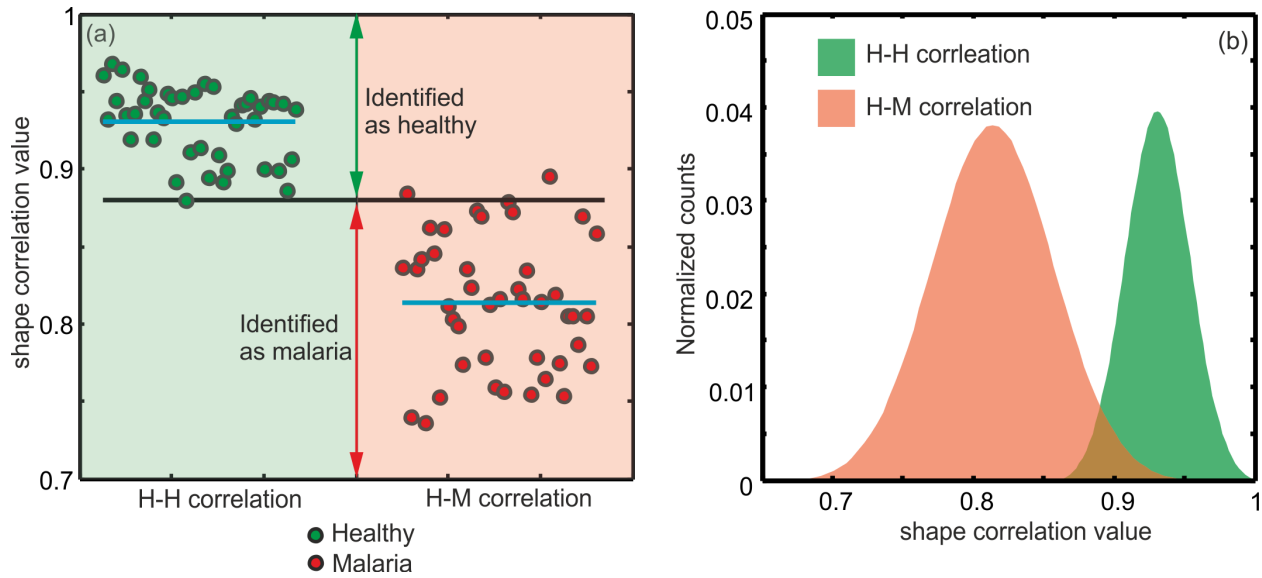 (a)
1
0.9
0.8
0.7
shape correlation value
Identified
as healthy
Identified
as malaria
H-H correlation
H-M correlation
Healthy
Malaria
(b)
0.05
0.04
0.03
0.02
0.01
0
Normalized counts
H-H corrleation
H-M correlation
0.7
0.8
0.9
1
shape correlation value